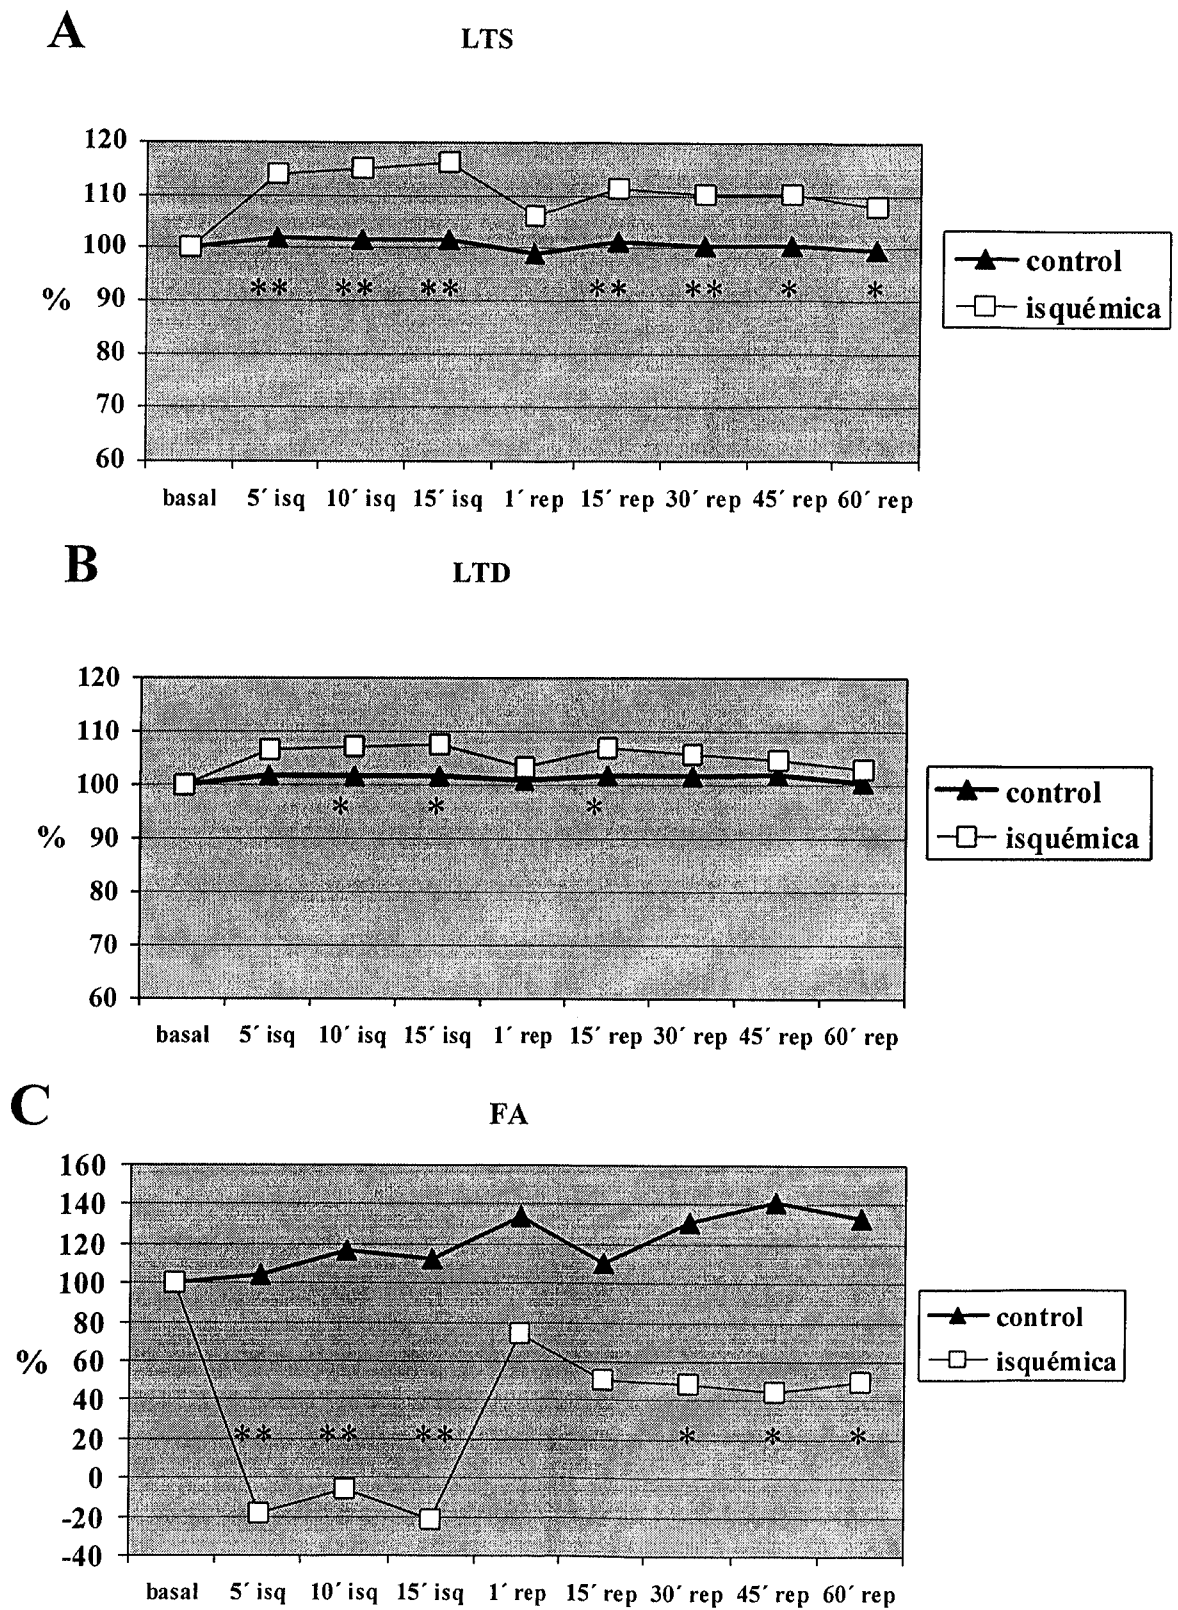 A
LTS
120
110
100
90
80
70
60
%
** ** ** ** ** * *
basal 5´ isq 10´ isq 15´ isq 1´ rep 15´ rep 30´ rep 45´ rep 60´ rep
control
isquémica
B
LTD
120
110
100
90
80
70
60
%
* * *
basal 5´ isq 10´ isq 15´ isq 1´ rep 15´ rep 30´ rep 45´ rep 60´ rep
control
isquémica
C
FA
160
140
120
100
80
60
40
20
0
-20
-40
%
** ** ** * * *
basal 5´ isq 10´ isq 15´ isq 1´ rep 15´ rep 30´ rep 45´ rep 60´ rep
control
isquémica